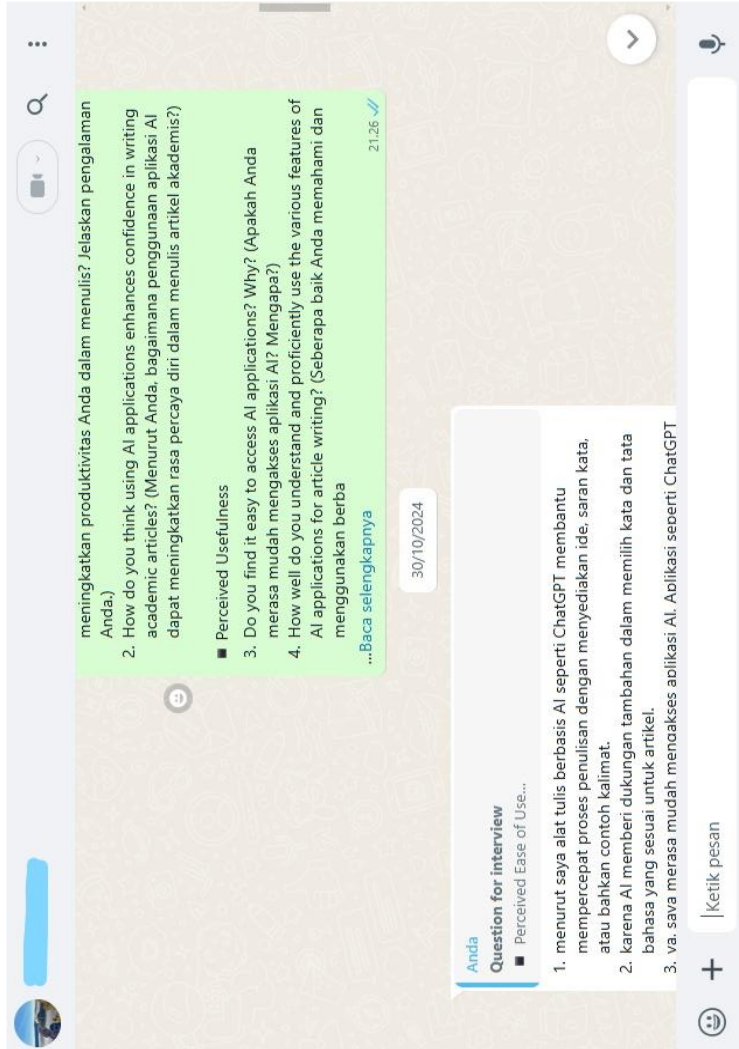 meningkatkan produktivitas Anda dalam menulis? Jelaskan pengalaman
Anda.)
2. How do you think using AI applications enhances confidence in writing
academic articles? (Menurut Anda, bagaimana penggunaan aplikasi AI
dapat meningkatkan rasa percaya diri dalam menulis artikel akademis?)
■ Perceived Usefulness
3. Do you find it easy to access AI applications? Why? (Apakah Anda
merasa mudah mengakses aplikasi AI? Mengapa?)
4. How well do you understand and proficiently use the various features of
AI applications for article writing? (Seberapa baik Anda memahami dan
menggunakan berba
...Baca selengkapnya
21.26
30/10/2024
Anda
Question for interview
■ Perceived Ease of Use...
1. menurut saya alat tulis berbasis AI seperti ChatGPT membantu
mempercepat proses penulisan dengan menyediakan ide, saran kata,
atau bahkan contoh kalimat.
2. karena AI memberi dukungan tambahan dalam memilih kata dan tata
bahasa yang sesuai untuk artikel.
3. ya, saya merasa mudah mengakses aplikasi AI. Aplikasi seperti ChatGPT
Ketik pesan